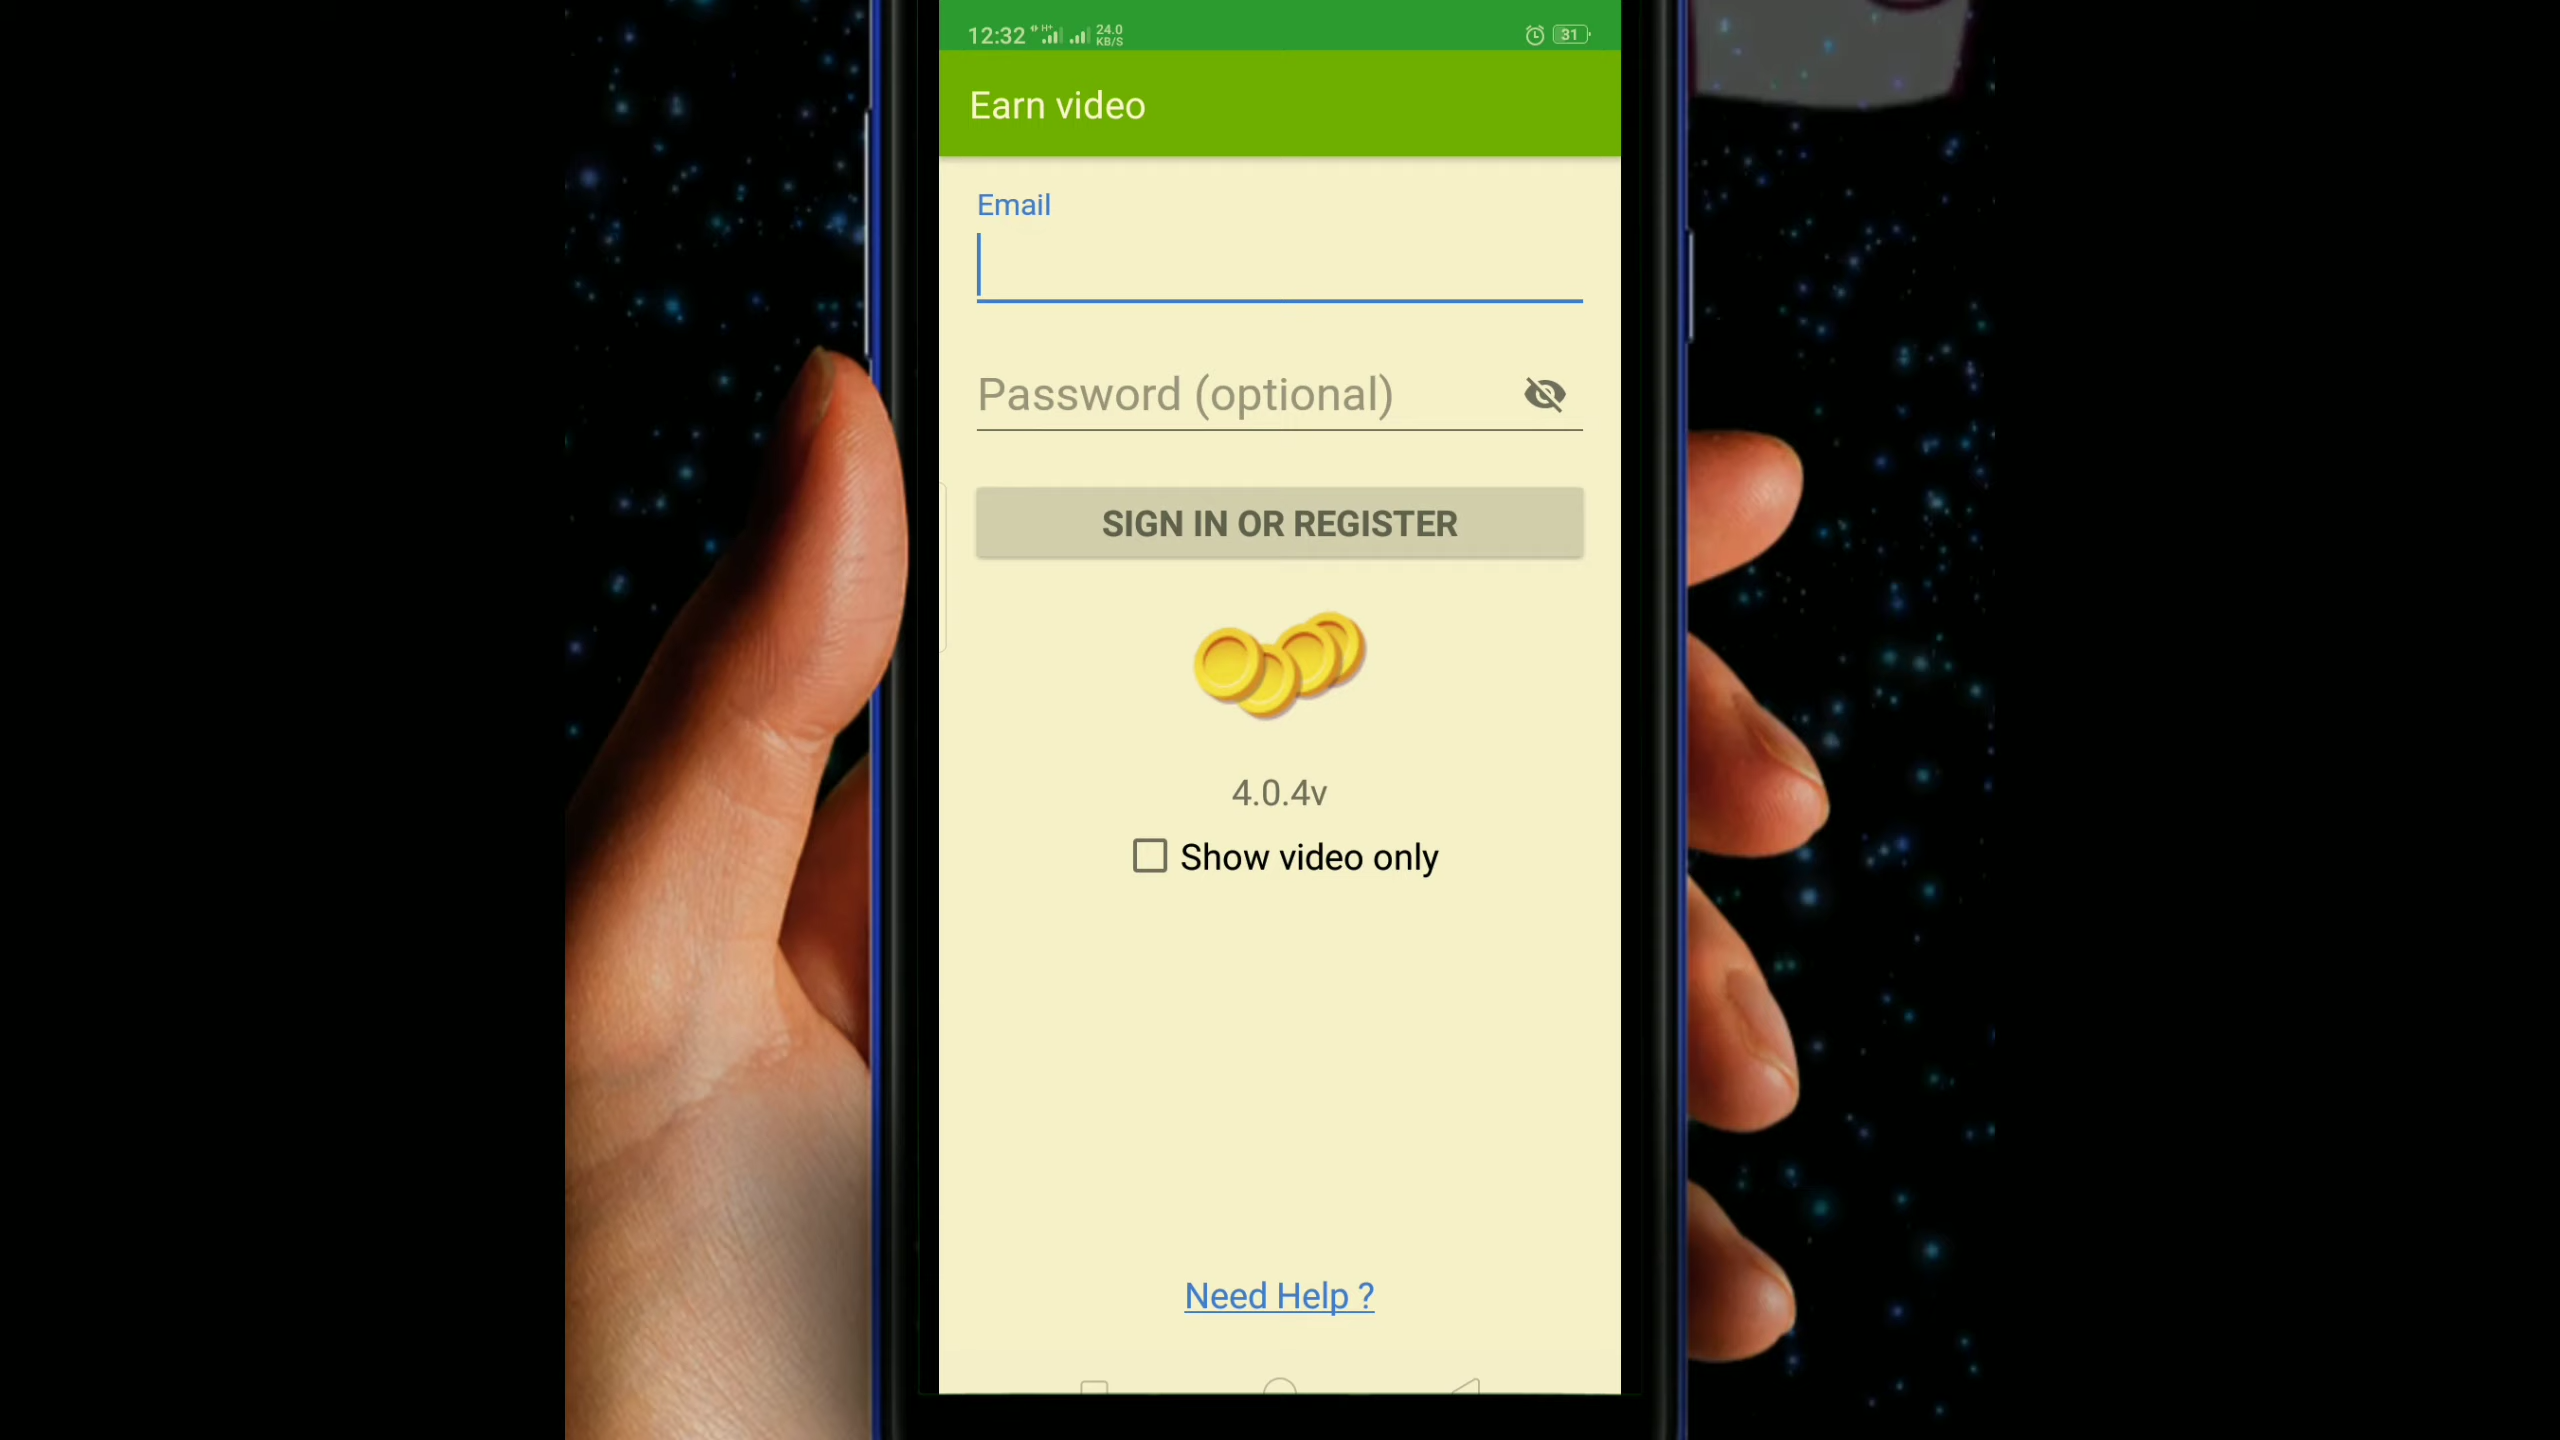 12:32 H+ 24.0 KB/S 31
Earn video
Email
Password (optional)
SIGN IN OR REGISTER
4.0.4v
Show video only
Need Help ?